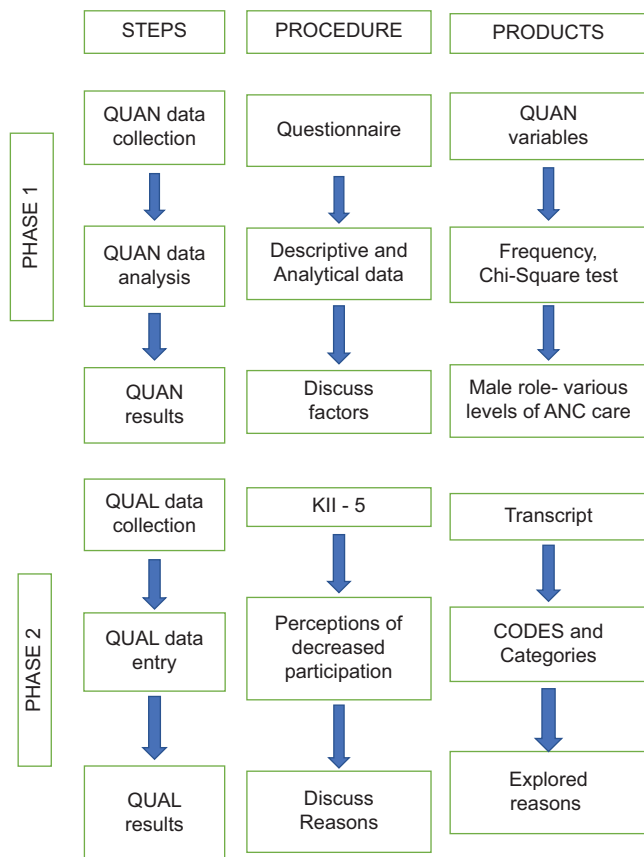 STEPS
PROCEDURE
PRODUCTS
PHASE 1
QUAN data
collection
Questionnaire
QUAN
variables
QUAN data
analysis
Descriptive and
Analytical data
Frequency,
Chi-Square test
QUAN
results
Discuss
factors
Male role- various
levels of ANC care
PHASE 2
QUAL data
collection
KII - 5
Transcript
QUAL data
entry
Perceptions of
decreased
participation
CODES and
Categories
QUAL
results
Discuss
Reasons
Explored
reasons